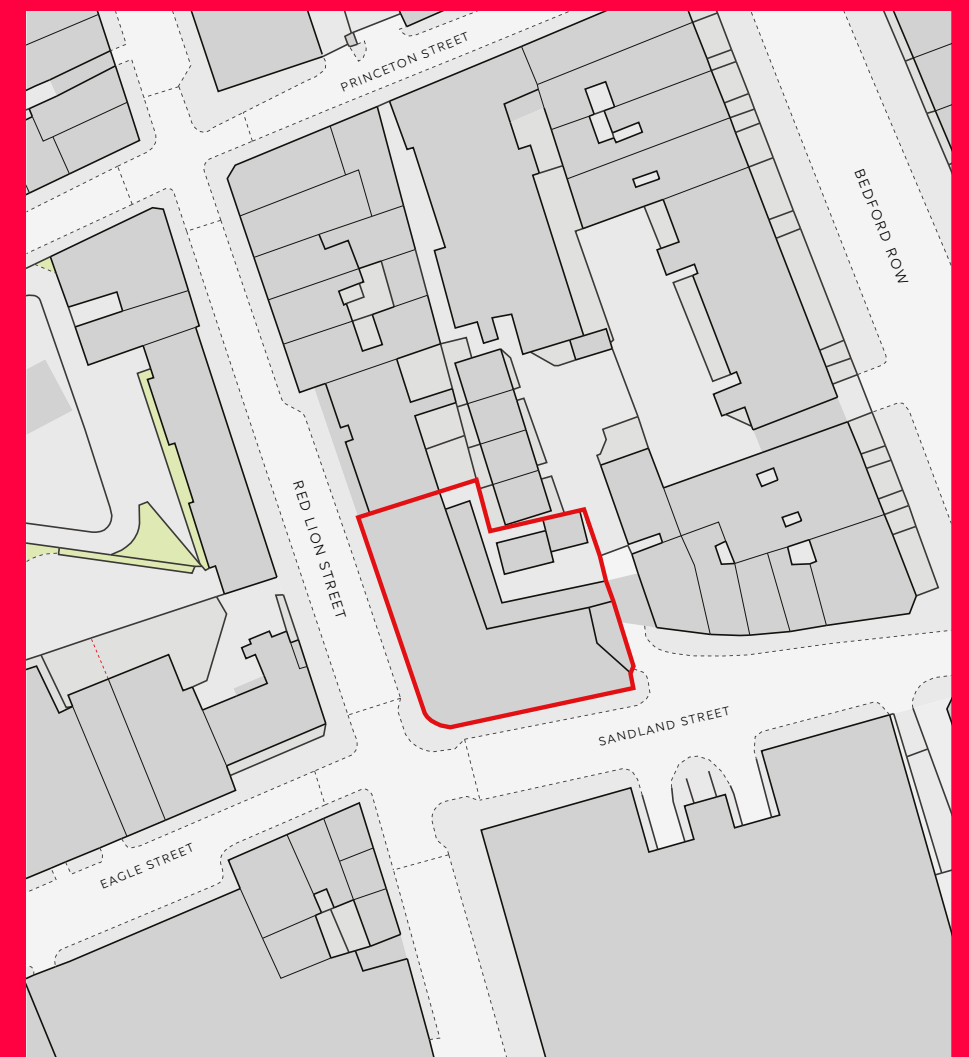 PRINCETON STREET
BEDFORD ROW
RED LION STREET
SANDLAND STREET
EAGLE STREET